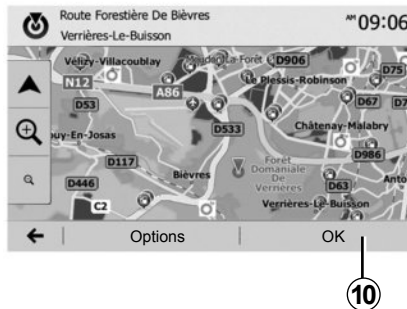 Route Forestière De Bièvres
Verrières-Le-Buisson
AM 09:06
Vélizy-Villacoublay
D906
Le Plessis-Robinson
D75
N12
A86
D53
D67
D533
Châtenay-Malabry
D117
D986
Bièvres
Forêt
Domaniale
De
Verrières
D446
D63
C2
Verrières-Le-Buisson
Options
OK
10